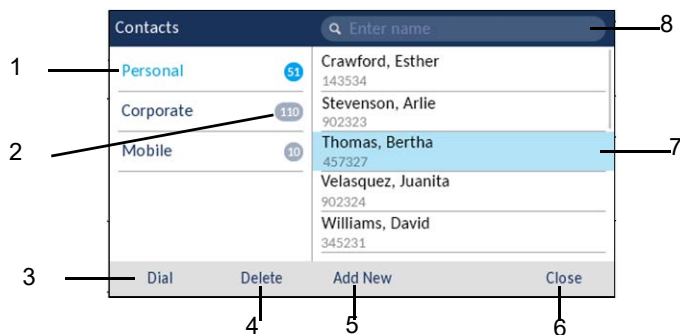 Contacts
Enter name
8
1
Personal
51
Crawford, Esther
143534
Corporate
110
Stevenson, Arlie
902323
2
Mobile
10
Thomas, Bertha
457327
7
Velasquez, Juanita
902324
Williams, David
345231
3
Dial
Delete
Add New
Close
4
5
6